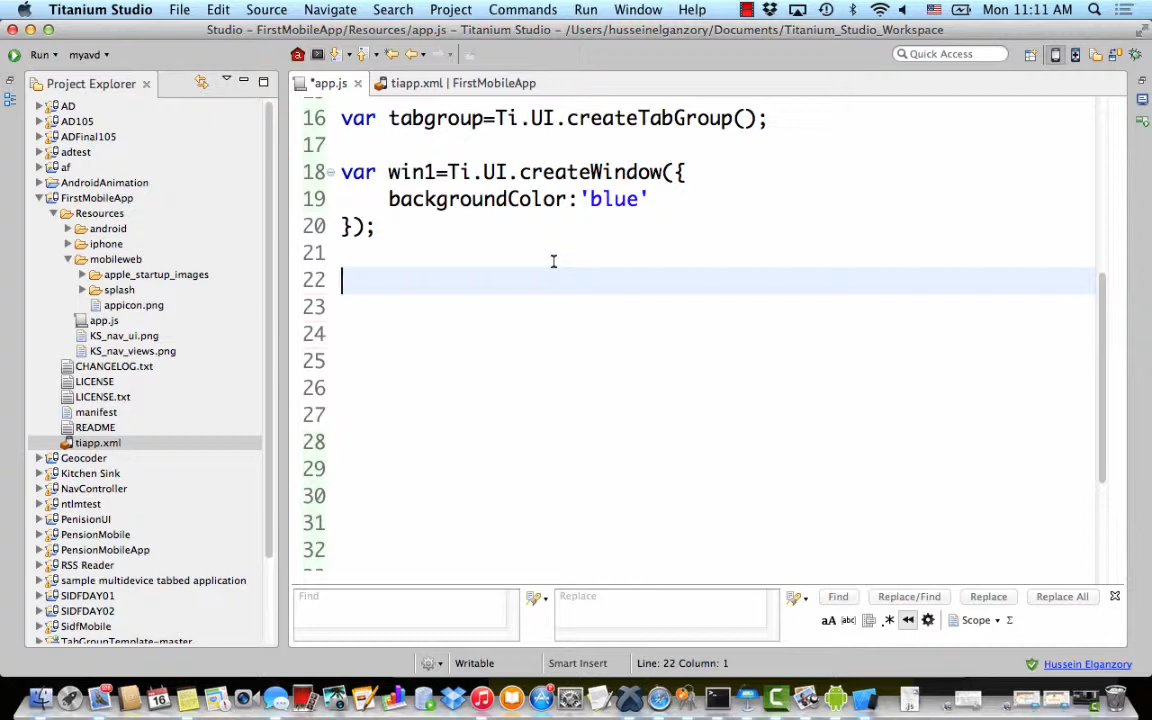 Titanium Studio File Edit Source Navigate Search Project Commands Run Window Help Mon 11:11 AM
Studio - FirstMobileApp/Resources/app.js - Titanium Studio - /Users/husseinelganzory/Documents/Titanium_Studio_Workspace
Run myavd Quick Access
Project Explorer
*app.js tiapp.xml | FirstMobileApp
AD
AD105
ADFinal105
adtest
af
AndroidAnimation
FirstMobileApp
Resources
android
iphone
mobileweb
apple_startup_images
splash
appicon.png
app.js
KS_nav_ui.png
KS_nav_views.png
CHANGELOG.txt
LICENSE
LICENSE.txt
manifest
README
tiapp.xml
Geocoder
Kitchen Sink
NavController
ntlmtest
PenisionUI
PensionMobile
PensionMobileApp
RSS Reader
sample multidevice tabbed application
SIDFDAY01
SIDFDAY02
SidfMobile
TabGroupTemplate-master
16 var tabgroup=Ti.UI.createTabGroup();
17
18 var win1=Ti.UI.createWindow({
19 backgroundColor:'blue'
20 });
21
22
23
24
25
26
27
28
29
30
31
32
Find Replace Find Replace/Find Replace Replace All
Scope
Writable Smart Insert Line: 22 Column: 1 Hussein Elganzory